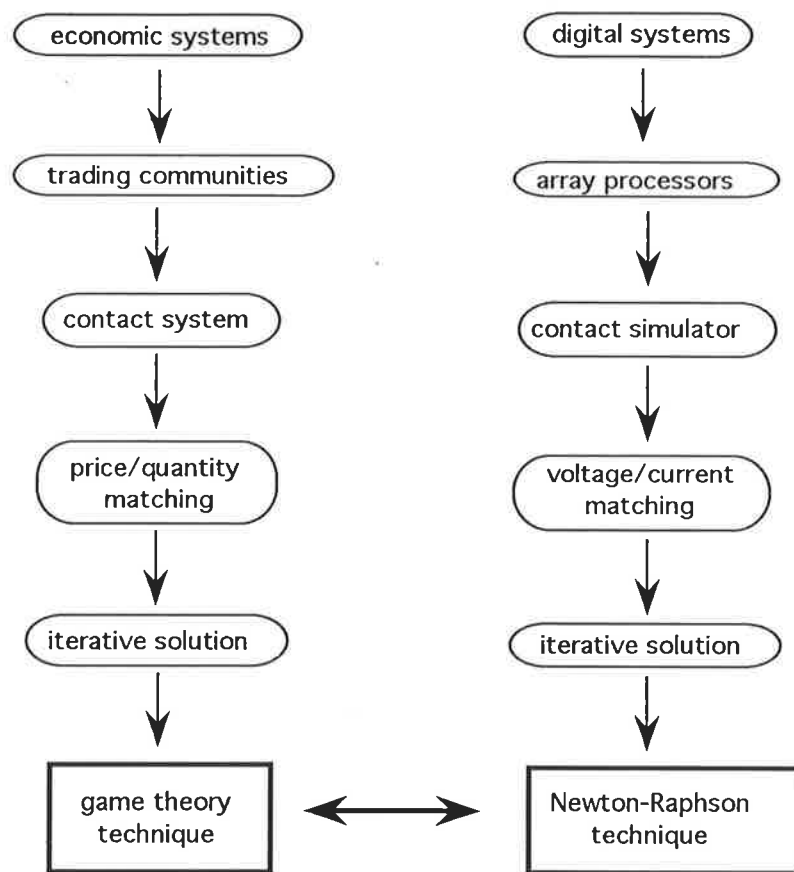 economic systems
digital systems
trading communities
array processors
contact system
contact simulator
price/quantity
matching
voltage/current
matching
iterative solution
iterative solution
game theory
technique
Newton-Raphson
technique